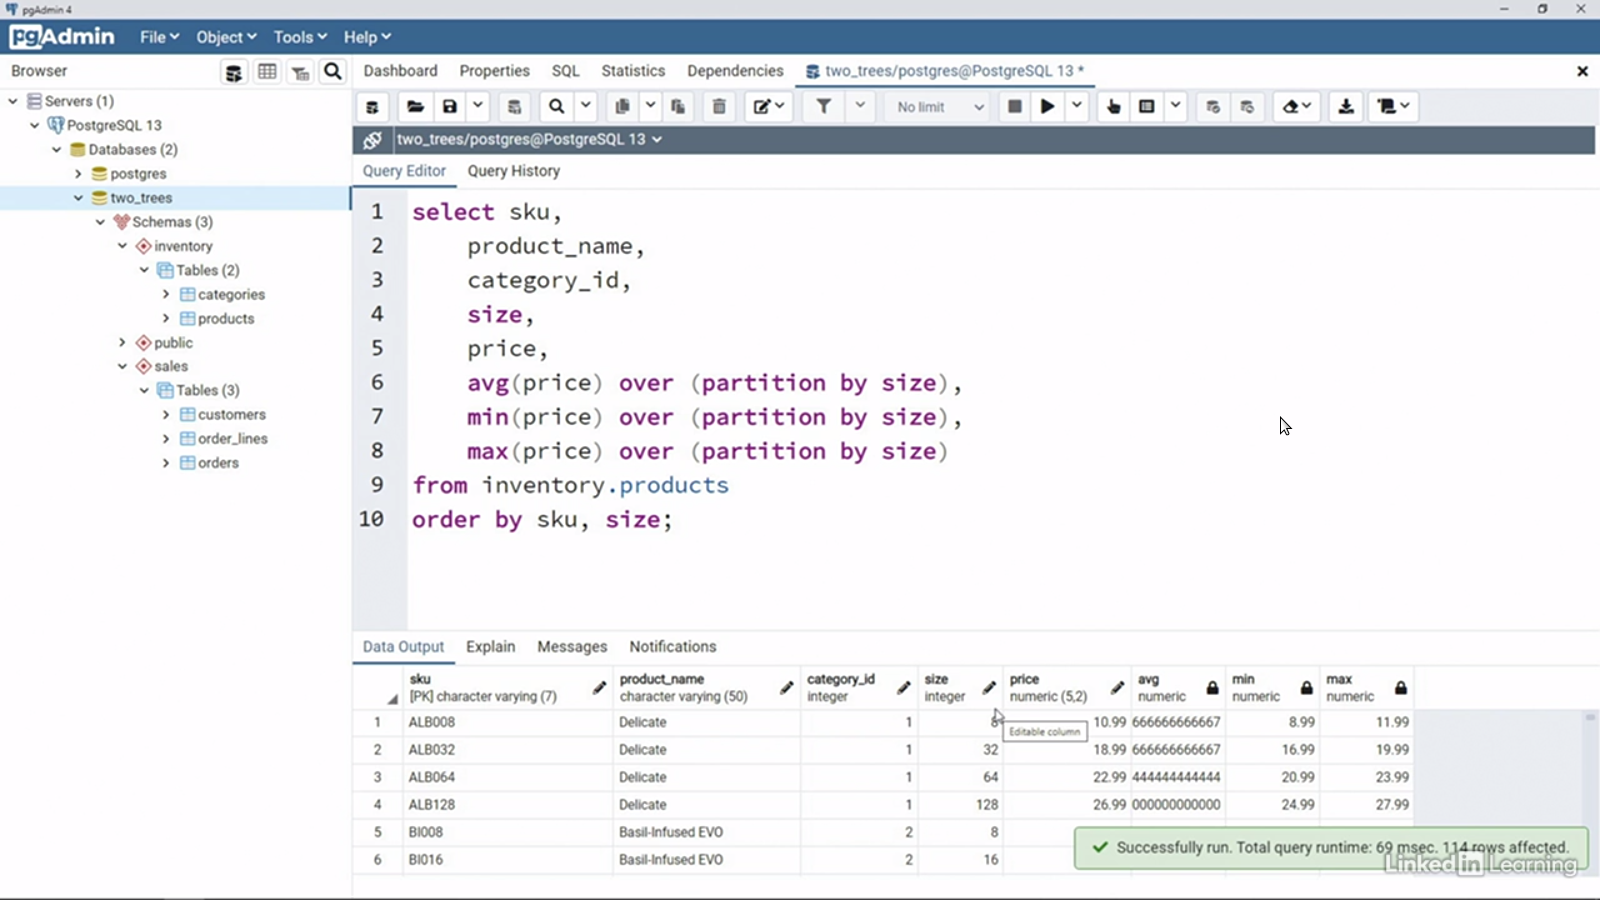 pgAdmin 4
pgAdmin File Object Tools Help
Browser
Dashboard Properties SQL Statistics Dependencies two_trees/postgres@PostgreSQL 13 *
Servers (1)
PostgreSQL 13
Databases (2)
postgres
two_trees
Schemas (3)
inventory
Tables (2)
categories
products
public
sales
Tables (3)
customers
order_lines
orders
No limit
two_trees/postgres@PostgreSQL 13
Query Editor Query History
1 select sku,
2 product_name,
3 category_id,
4 size,
5 price,
6 avg(price) over (partition by size),
7 min(price) over (partition by size),
8 max(price) over (partition by size)
9 from inventory.products
10 order by sku, size;
Data Output Explain Messages Notifications
sku product_name category_id size price avg min max
[PK] character varying (7) character varying (50) integer integer numeric (5,2) numeric numeric numeric
1 ALB008 Delicate 1 8 10.99 666666666667 8.99 11.99
Editable column
2 ALB032 Delicate 1 32 18.99 666666666667 16.99 19.99
3 ALB064 Delicate 1 64 22.99 444444444444 20.99 23.99
4 ALB128 Delicate 1 128 26.99 000000000000 24.99 27.99
5 BI008 Basil-Infused EVO 2 8
6 BI016 Basil-Infused EVO 2 16
Successfully run. Total query runtime: 69 msec. 114 rows affected.
Linked in Learning